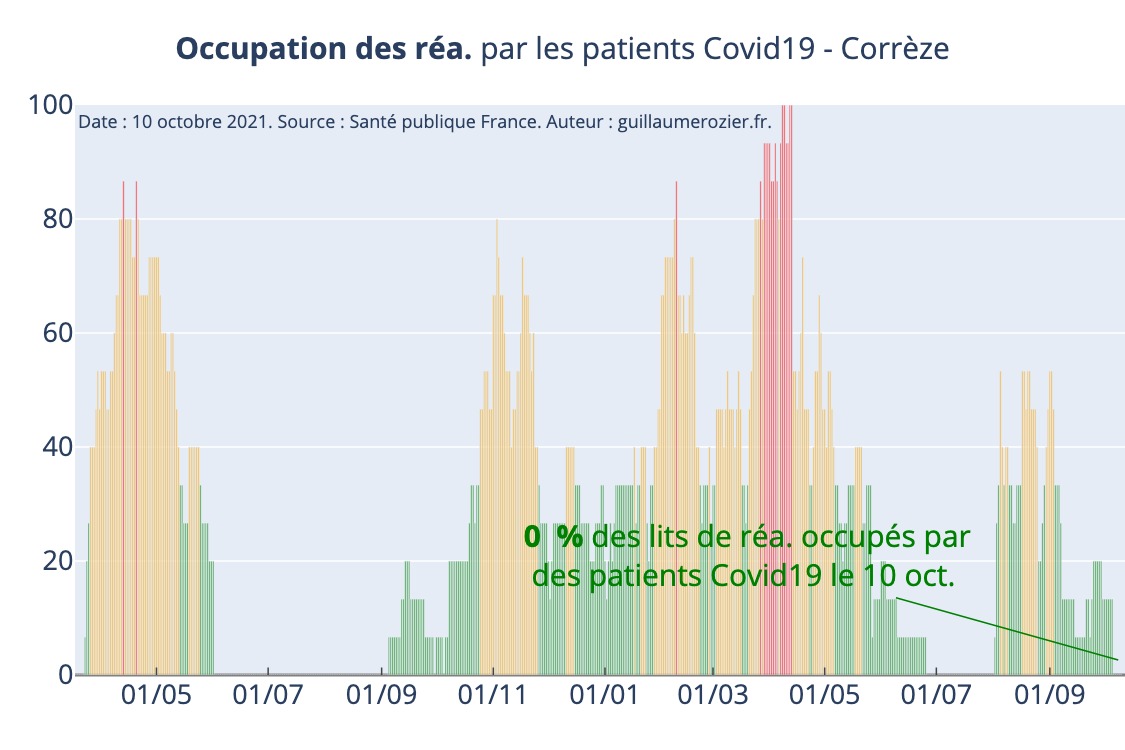 Occupation des réa. par les patients Covid19 - Corrèze
100
Date : 10 octobre 2021. Source : Santé publique France. Auteur : guillaumerozier.fr.
80
60
40
0 % des lits de réa. occupés par
des patients Covid19 le 10 oct.
20
0
01/05 01/07 01/09 01/11 01/01 01/03 01/05 01/07 01/09